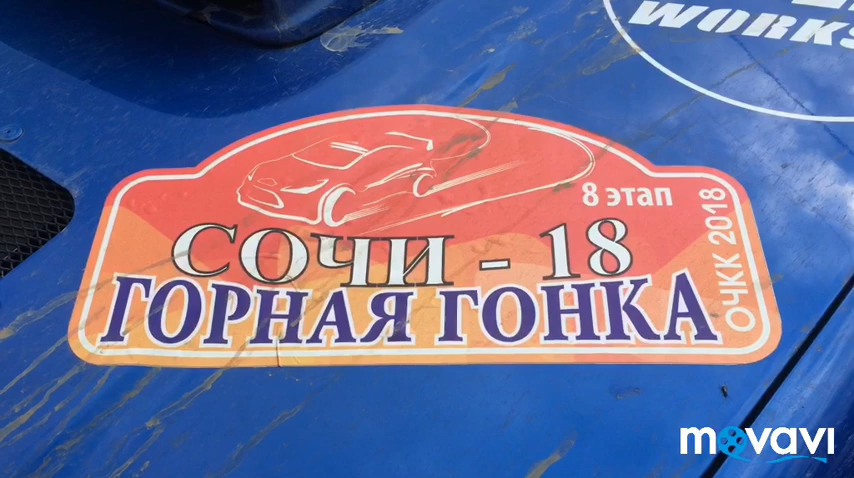 WORKS
8 этап
СОЧИ - 18
ГОРНАЯ ГОНКА
ОЧКК 2018
movavi